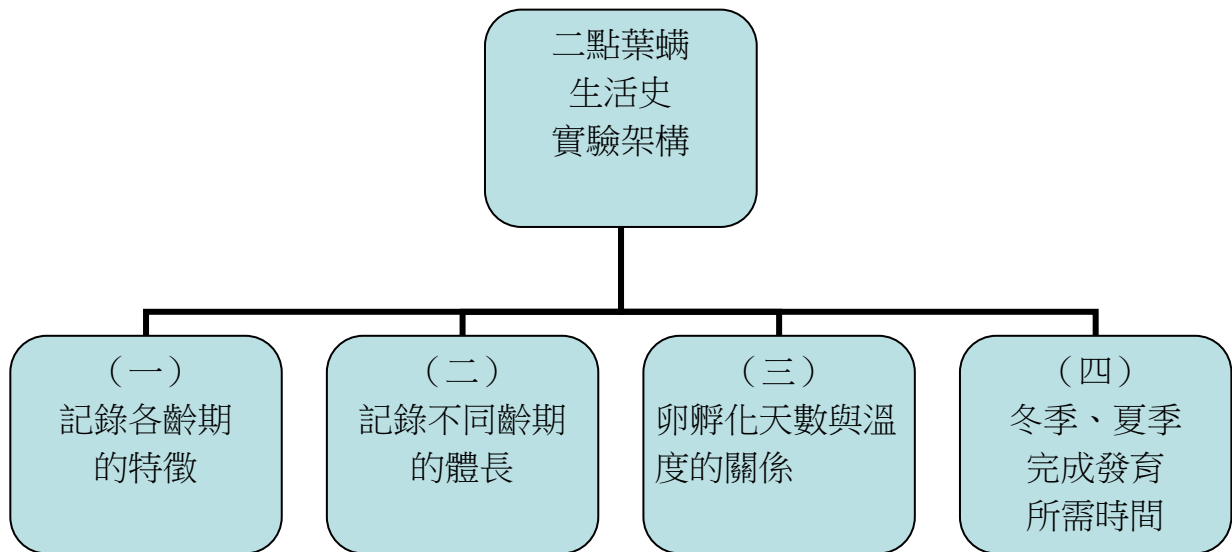 二點葉螨
生活史
實驗架構
（一）
記錄各齡期
的特徵
（二）
記錄不同齡期
的體長
（三）
卵孵化天數與溫
度的關係
（四）
冬季、夏季
完成發育
所需時間